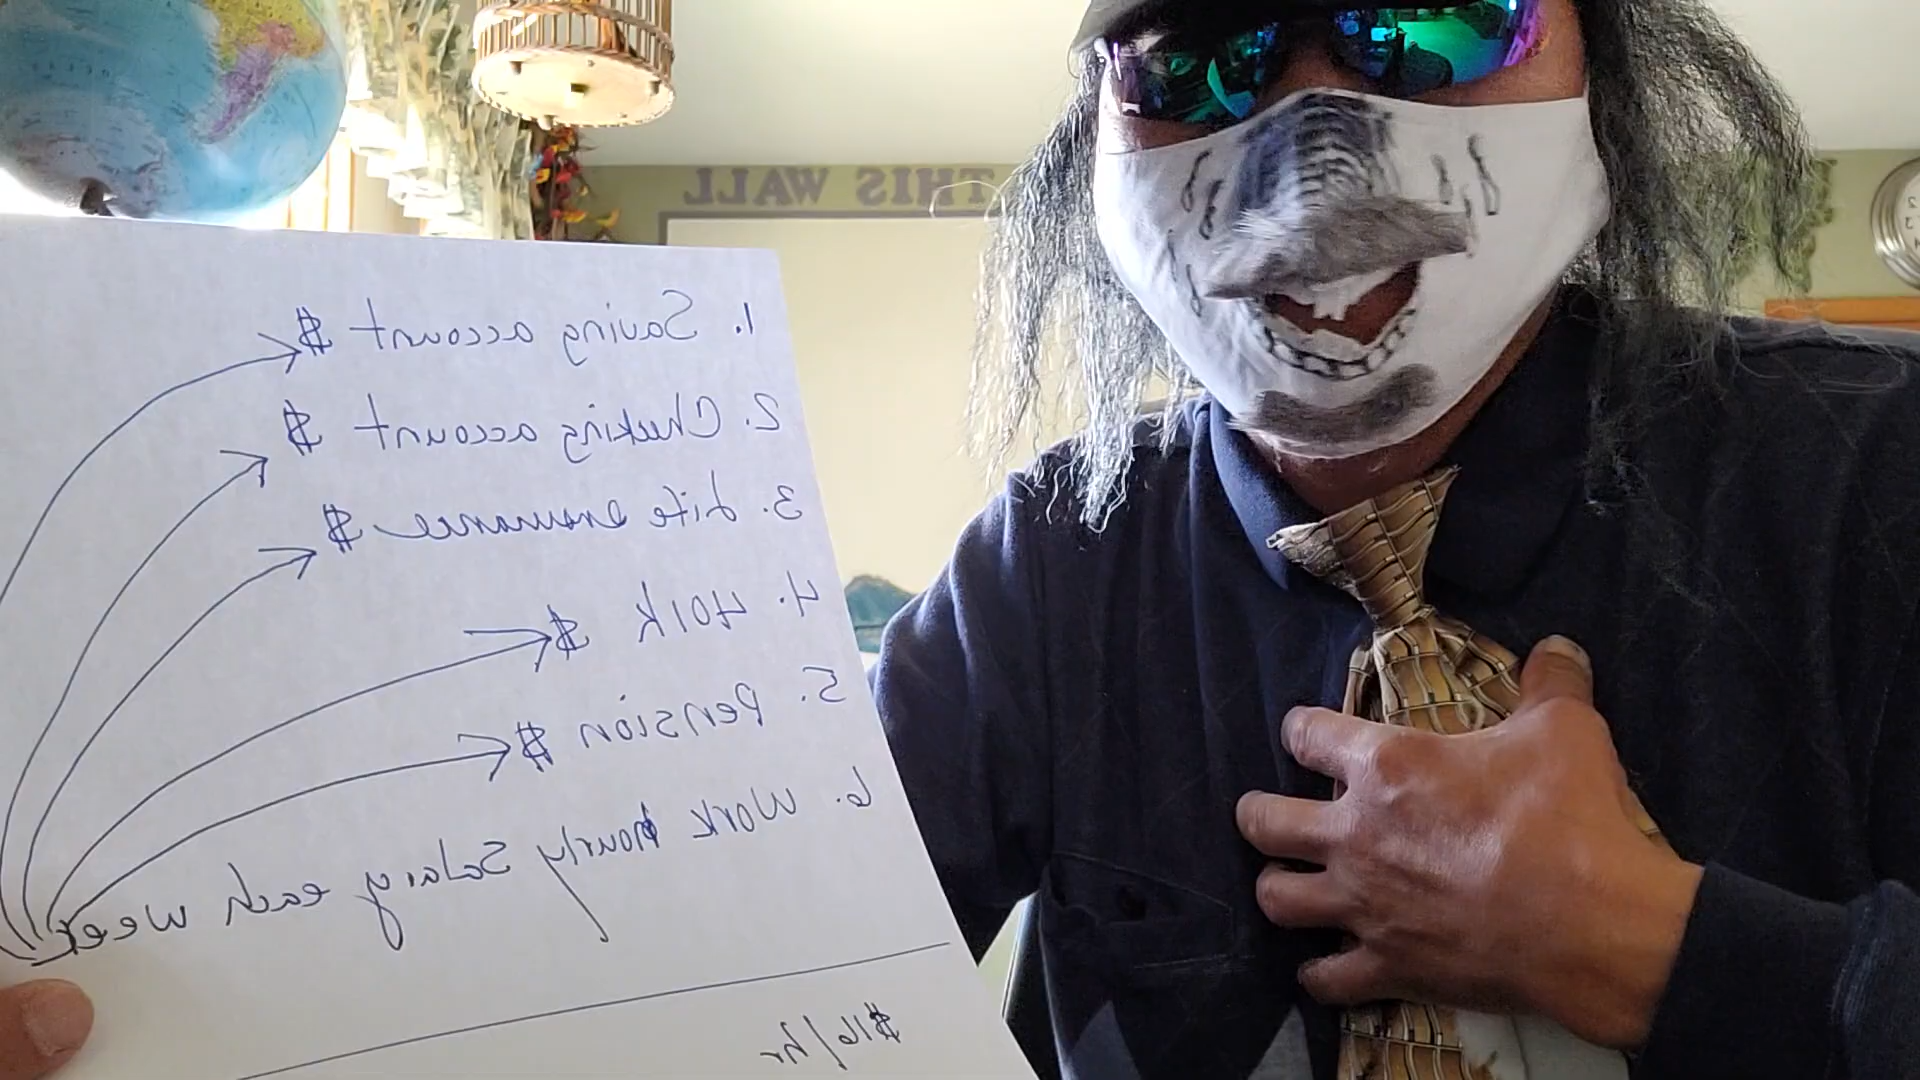 THIS WALL
1. Saving account $
2. Checking account $
3. Life ensurance $
4. 401k $
5. Pension $
6. Work hourly Salary each week
$16/hr